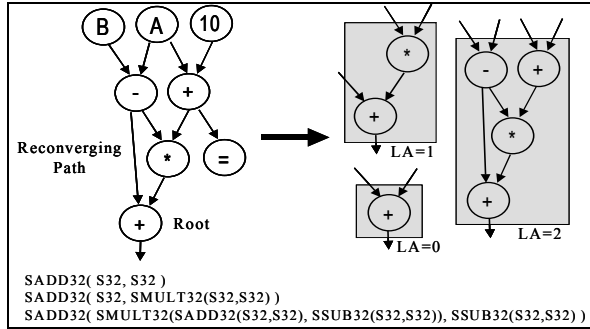 B A 10
- +
* =
Reconverging
Path
+ Root
*
+
LA=1
+
LA=0
- +
*
+
LA=2
SADD32( S32, S32 )
SADD32( S32, SMULT32(S32,S32) )
SADD32( SMULT32(SADD32(S32,S32), SSUB32(S32,S32)), SSUB32(S32,S32) )